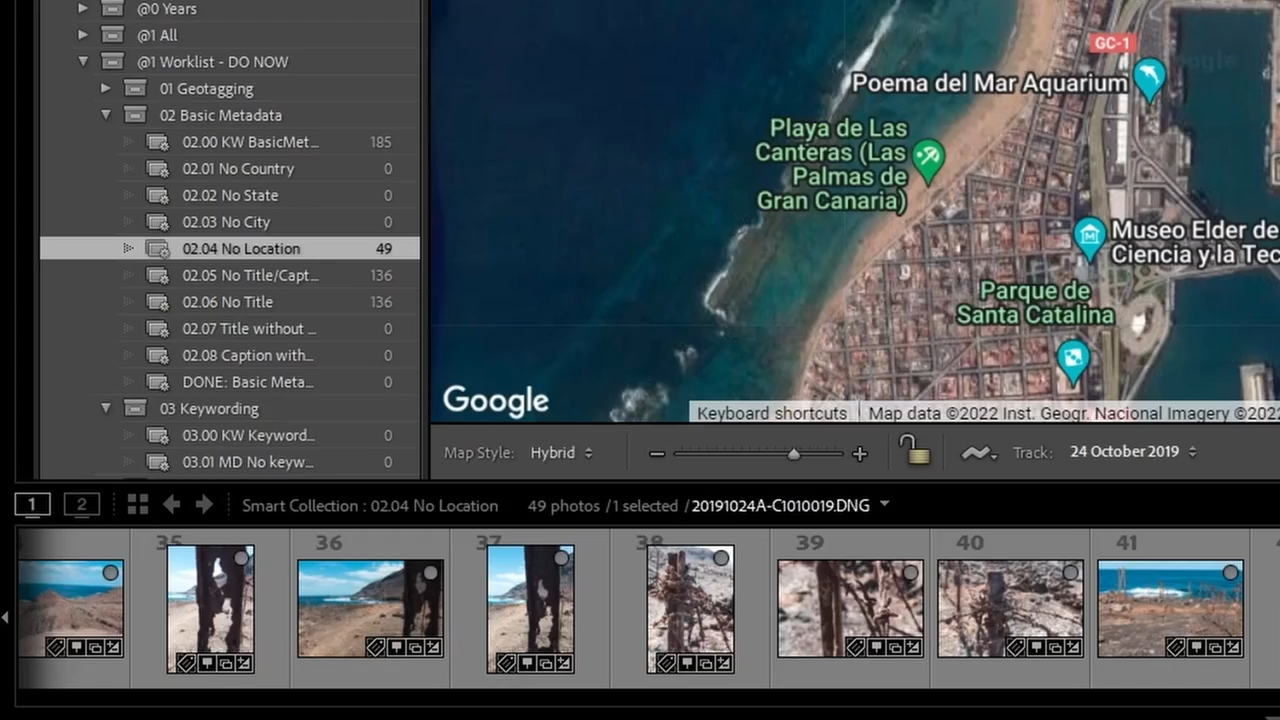 @0 Years
@1 All
@1 Worklist - DO NOW
01 Geotagging
02 Basic Metadata
02.00 KW BasicMet... 185
02.01 No Country 0
02.02 No State 0
02.03 No City 0
02.04 No Location 49
02.05 No Title/Capt... 136
02.06 No Title 136
02.07 Title without ... 0
02.08 Caption with... 0
DONE: Basic Meta... 0
03 Keywording
03.00 KW Keyword... 0
03.01 MD No keyw... 0
GC-1
Poema del Mar Aquarium
Playa de Las
Canteras (Las
Palmas de
Gran Canaria)
Museo Elder de
Ciencia y la Tec
Parque de
Santa Catalina
Google
Keyboard shortcuts Map data ©2022 Inst. Geogr. Nacional Imagery ©2022
Map Style: Hybrid Track: 24 October 2019
1 2 Smart Collection : 02.04 No Location 49 photos / 1 selected / 20191024A-C1010019.DNG
35 36 37 38 39 40 41